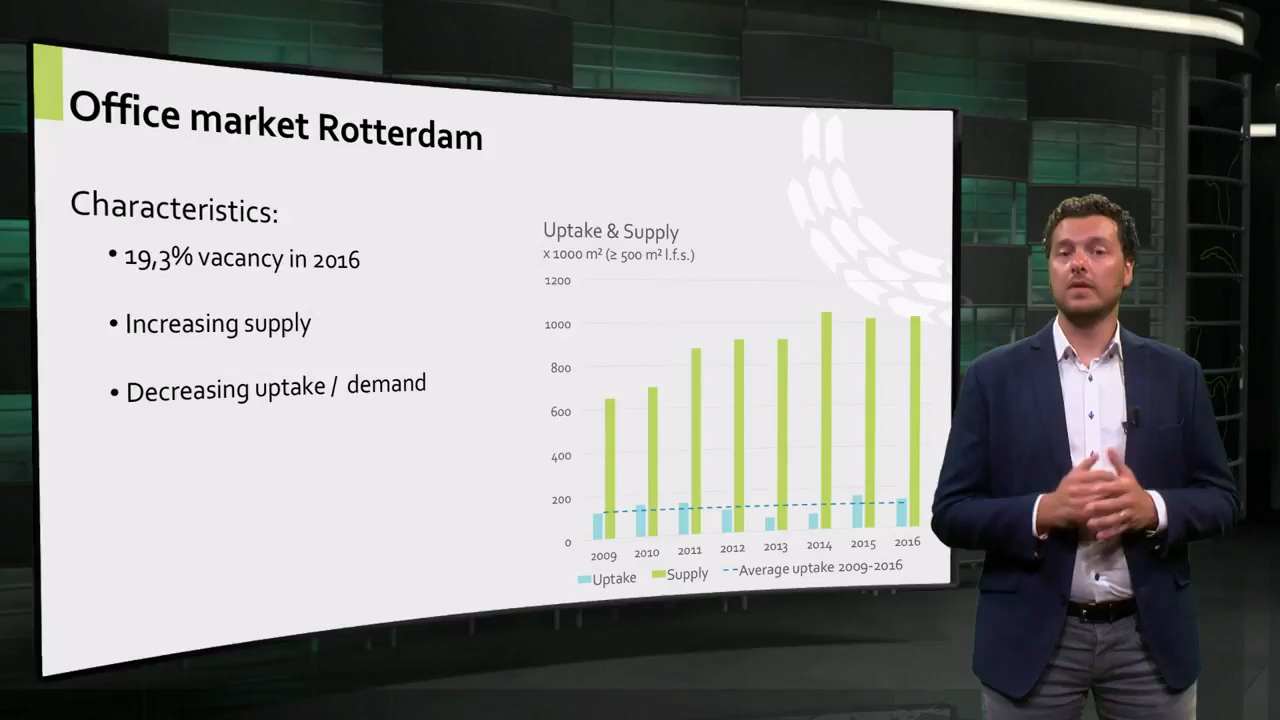 Office market Rotterdam
Characteristics:
• 19,3% vacancy in 2016
• Increasing supply
• Decreasing uptake / demand
Uptake & Supply
x 1000 m² (≥ 500 m² l.f.s.)
1200
1000
800
600
400
200
0
2009 2010 2011 2012 2013 2014 2015 2016
Uptake Supply Average uptake 2009-2016